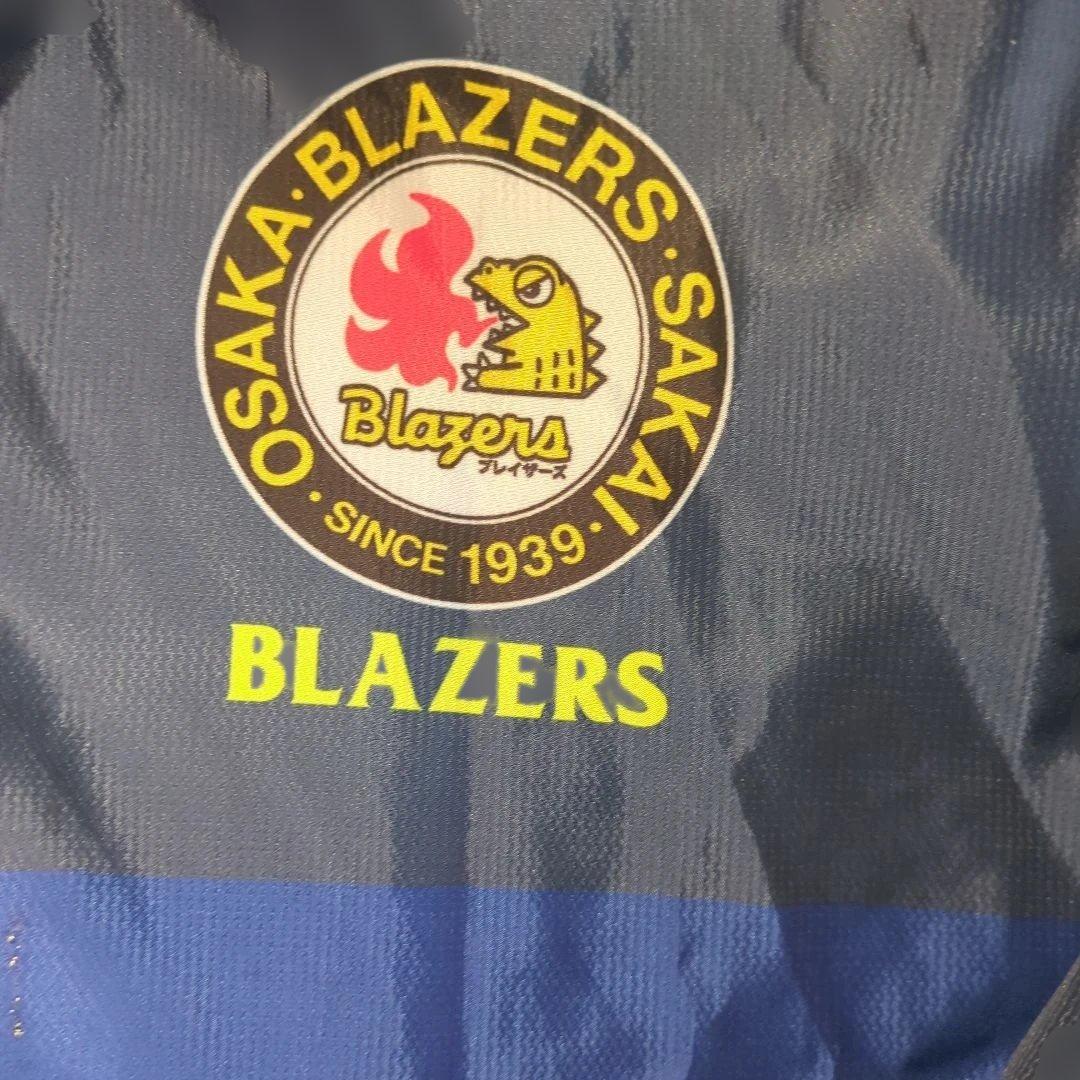 OSAKA·BLAZERS·SAKAI
Blazers
ブレイザーズ
·SINCE 1939·
BLAZERS